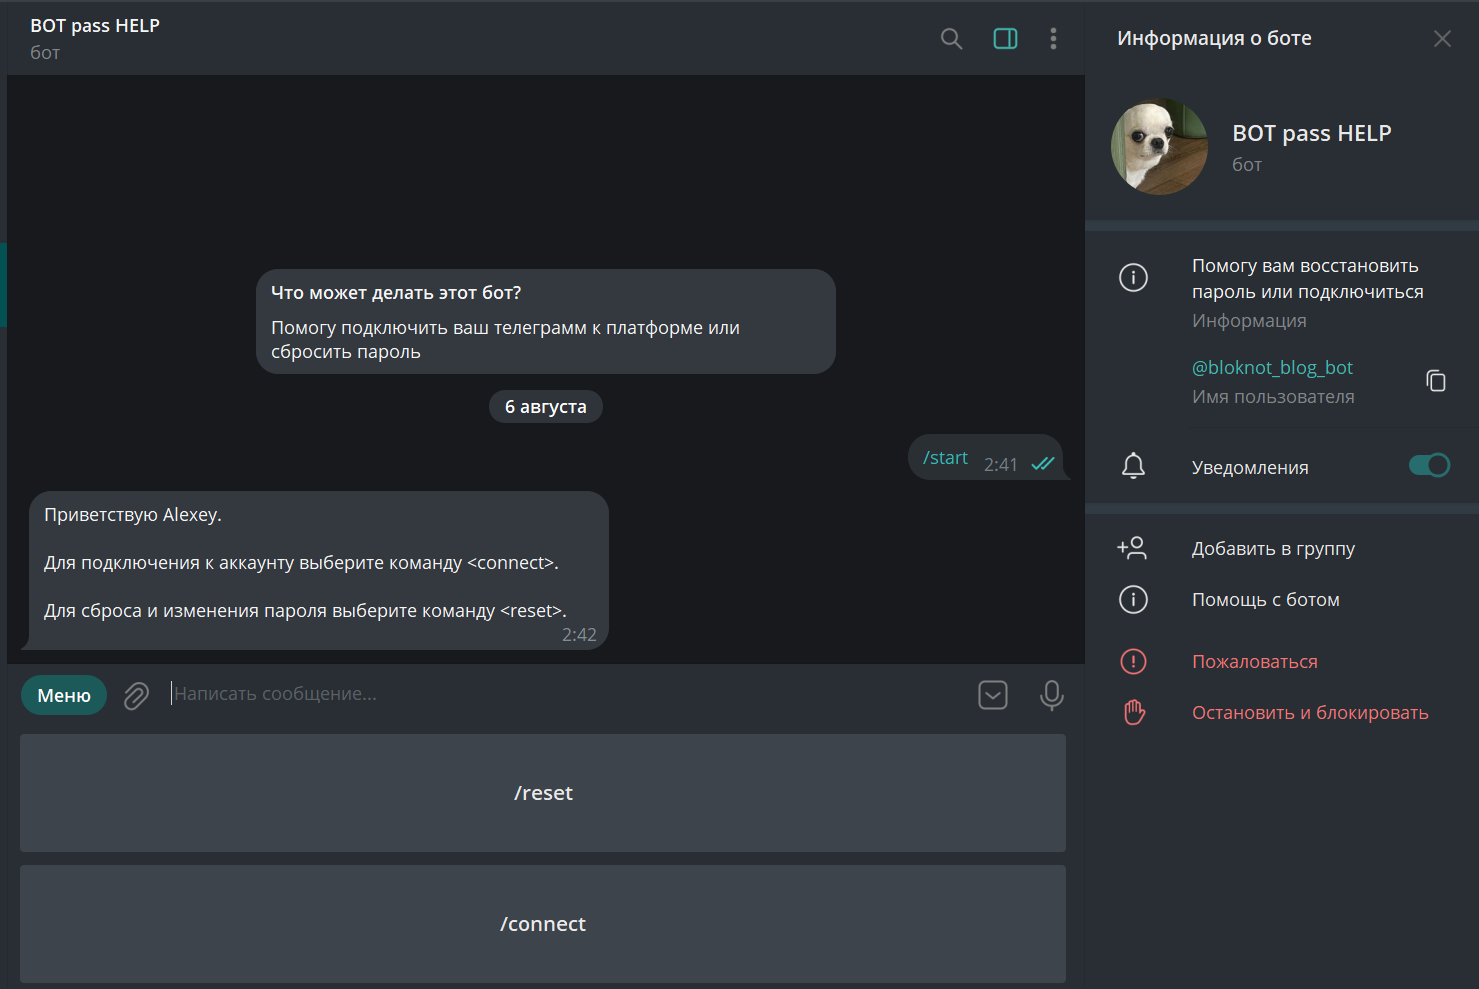 BOT pass HELP
бот
Что может делать этот бот?
Помогу подключить ваш телеграмм к платформе или
сбросить пароль
6 августа
/start 2:41
Приветствую Alexey.
Для подключения к аккаунту выберите команду <connect>.
Для сброса и изменения пароля выберите команду <reset>.
2:42
Меню
Написать сообщение...
/reset
/connect
Информация о боте
BOT pass HELP
бот
Помогу вам восстановить
пароль или подключиться
Информация
@bloknot_blog_bot
Имя пользователя
Уведомления
Добавить в группу
Помощь с ботом
Пожаловаться
Остановить и блокировать